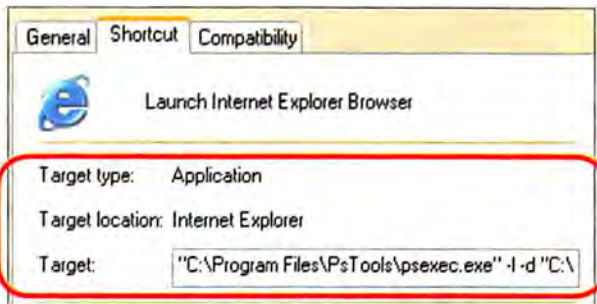 General Shortcut Compatibility
Launch Internet Explorer Browser
Target type: Application
Target location: Internet Explorer
Target: "C:\Program Files\PsTools\psexec.exe" -l -d "C:\